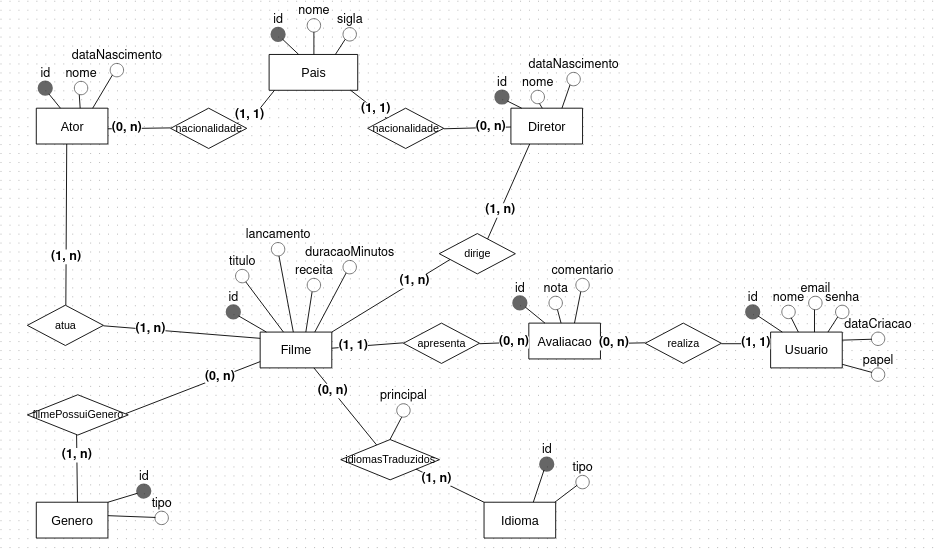 id
nome
sigla
Pais
id
nome
dataNascimento
Ator
(0, n)
nacionalidade
(1, 1)
(1, 1)
nacionalidade
(0, n)
id
nome
dataNascimento
Diretor
(1, n)
dirige
(1, n)
(1, n)
atua
(1, n)
id
titulo
lancamento
receita
duracaoMinutos
Filme
(1, 1)
apresenta
(0, n)
id
nota
comentario
Avaliacao
(0, n)
realiza
(1, 1)
id
nome
email
senha
dataCriacao
papel
Usuario
(0, n)
filmePossuiGenero
(1, n)
id
tipo
Genero
(0, n)
principal
idiomasTraduzidos
(1, n)
id
tipo
Idioma